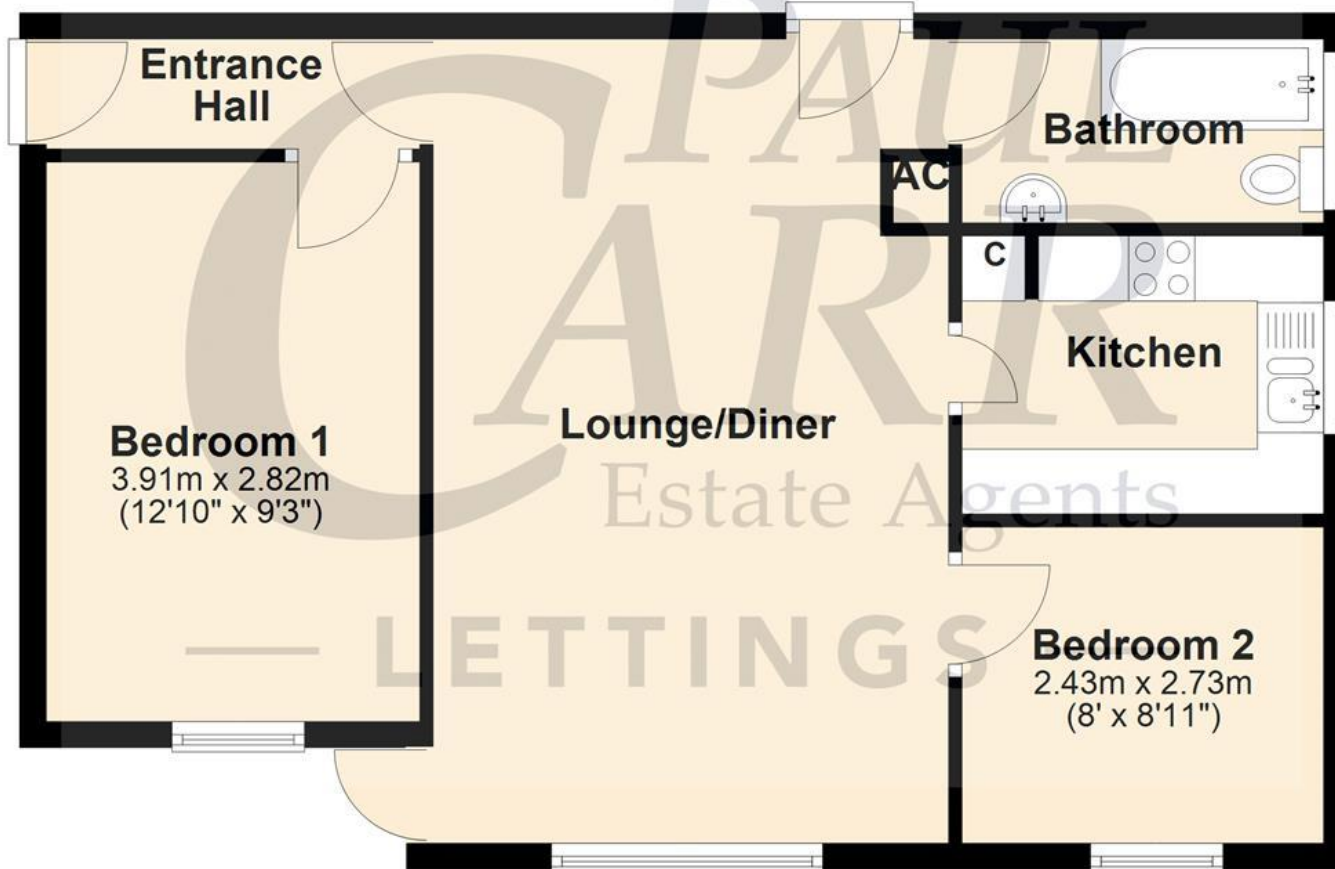 Entrance
Hall
Bathroom
AC
C
Kitchen
Lounge/Diner
Bedroom 1
3.91m x 2.82m
(12'10" x 9'3")
Bedroom 2
2.43m x 2.73m
(8' x 8'11")
PAUL
CARR
Estate Agents
LETTINGS